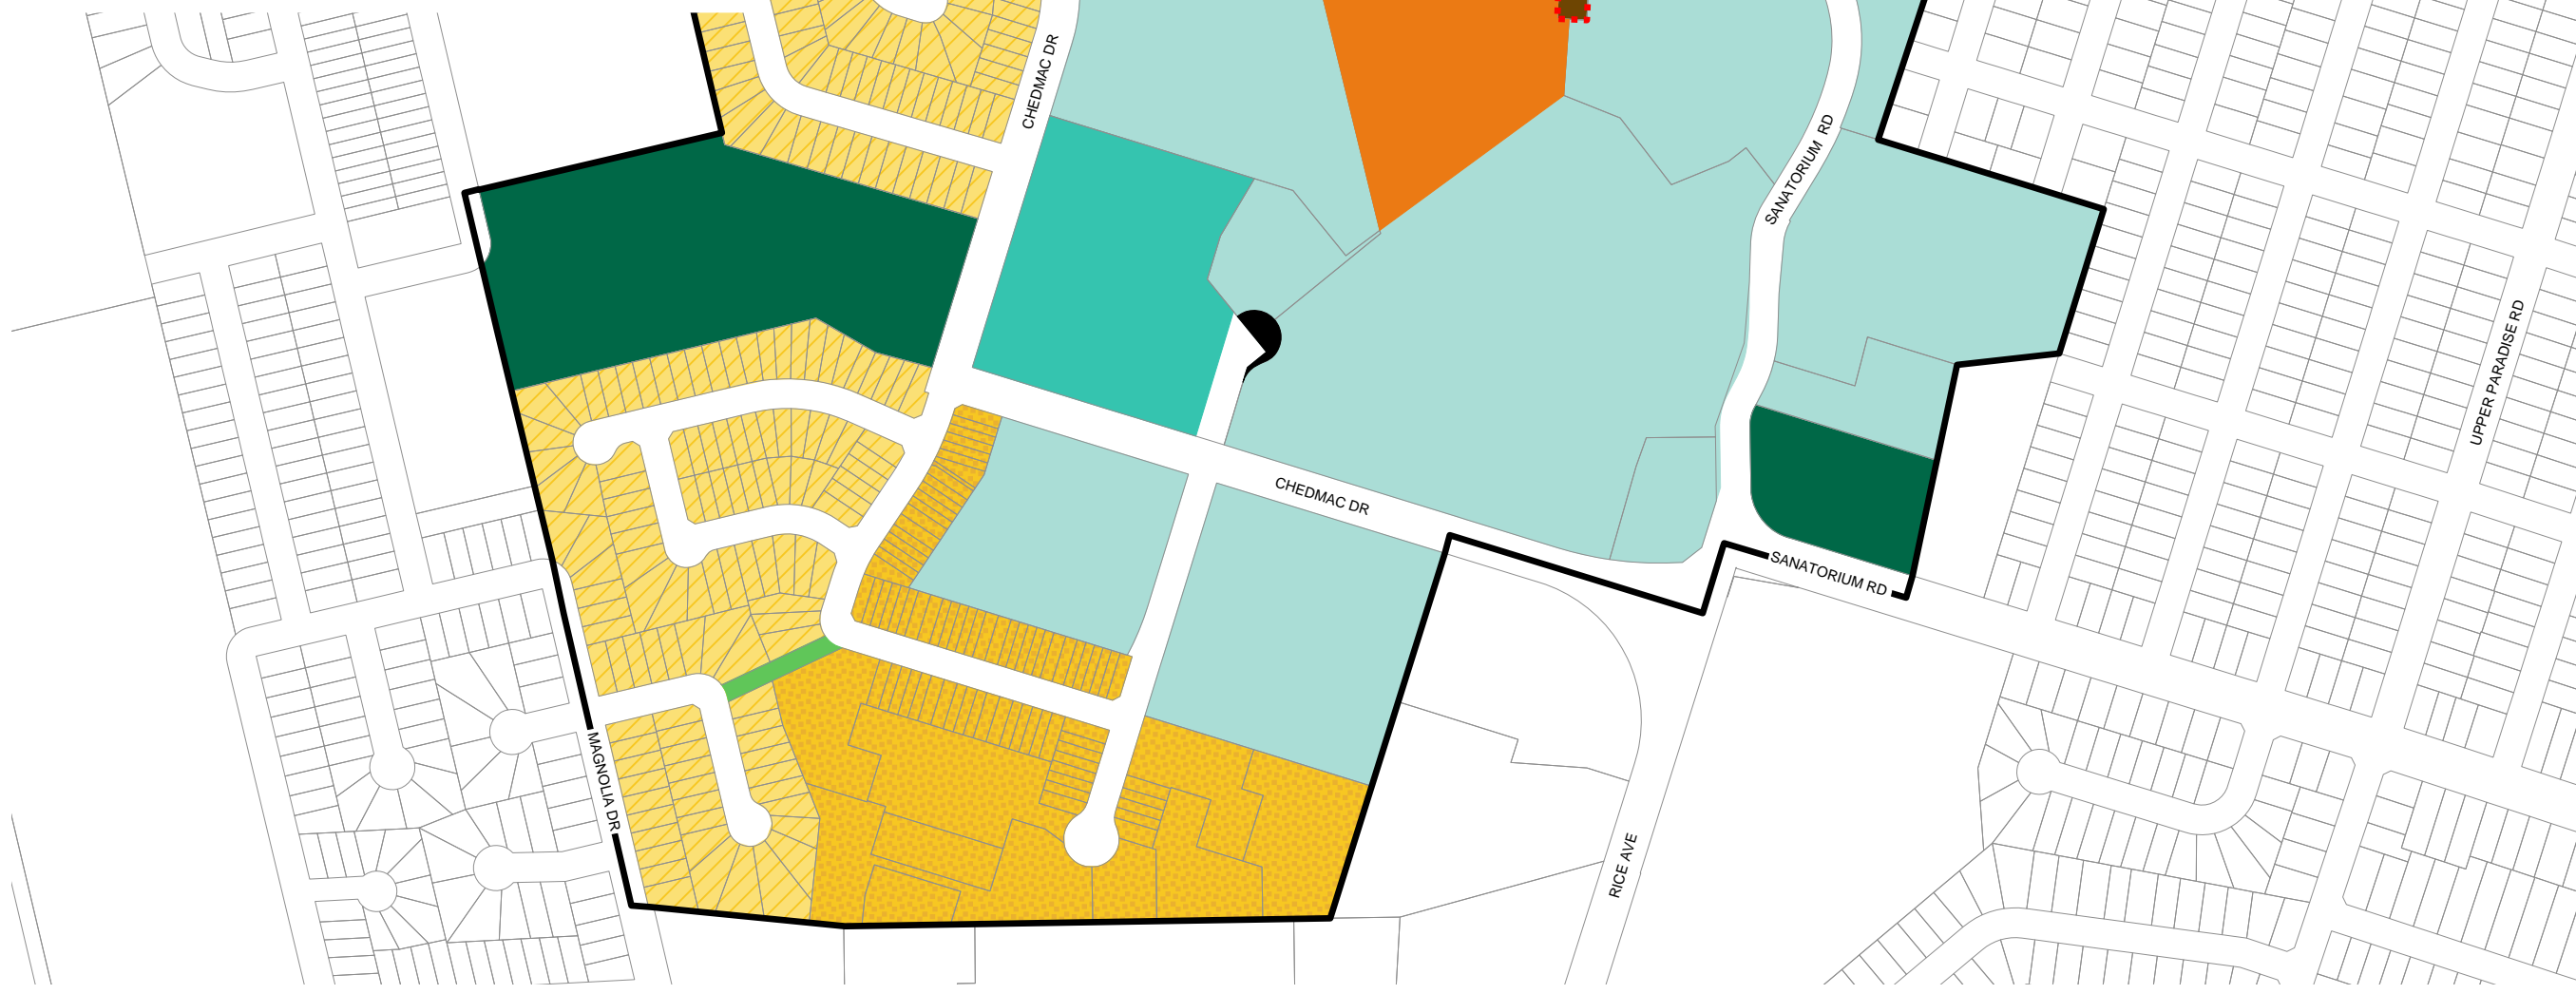 CHEDMAC DR
SANATORIUM RD
UPPER PARADISE RD
CHEDMAC DR
SANATORIUM RD
MAGNOLIA DR
RICE AVE